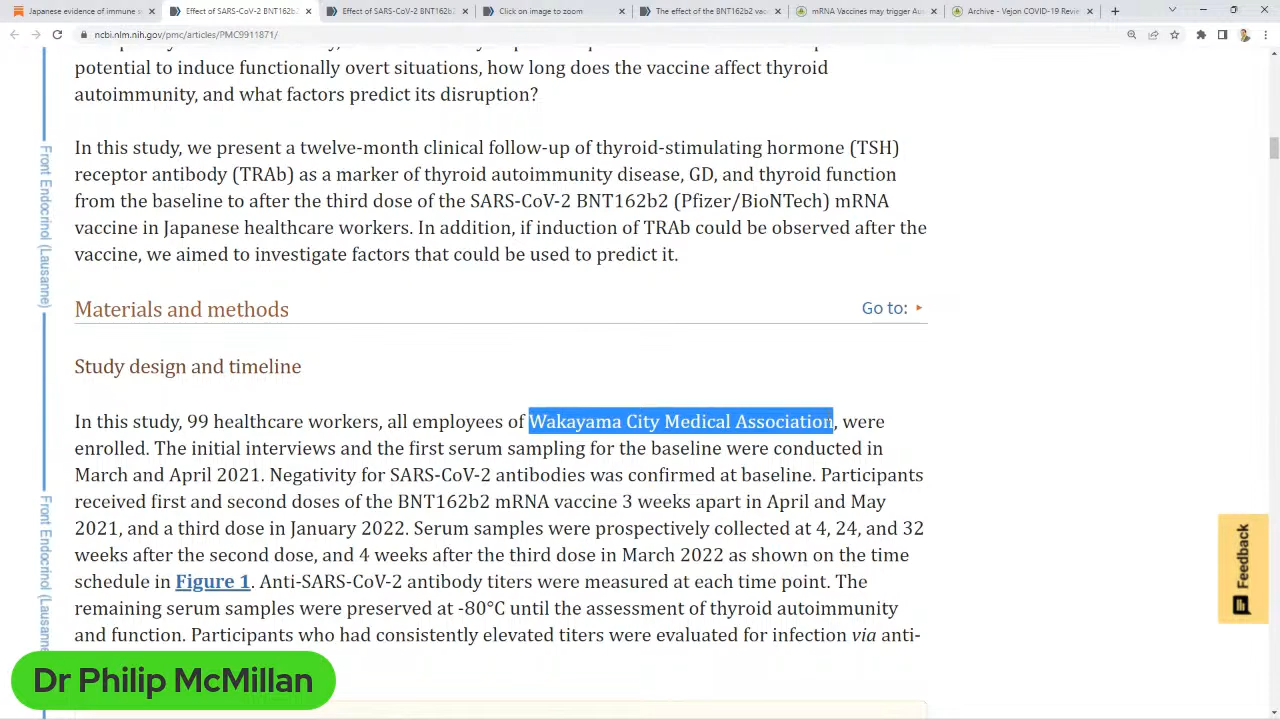 Japanese evidence of immune s
Effect of SARS-CoV-2 BNT162b2
Effect of SARS-CoV-2 BNT162b2
Click on image to zoom
The effect of the BNT162b2 vacc
mRNA Vaccines may trigger Au
Archive - Vejon COVID-19 Revie
ncbi.nlm.nih.gov/pmc/articles/PMC9911871/
potential to induce functionally overt situations, how long does the vaccine affect thyroid
autoimmunity, and what factors predict its disruption?
In this study, we present a twelve-month clinical follow-up of thyroid-stimulating hormone (TSH)
receptor antibody (TRAb) as a marker of thyroid autoimmunity disease, GD, and thyroid function
from the baseline to after the third dose of the SARS-CoV-2 BNT162b2 (Pfizer/BioNTech) mRNA
vaccine in Japanese healthcare workers. In addition, if induction of TRAb could be observed after the
vaccine, we aimed to investigate factors that could be used to predict it.
Materials and methods
Go to:
Study design and timeline
In this study, 99 healthcare workers, all employees of Wakayama City Medical Association, were
enrolled. The initial interviews and the first serum sampling for the baseline were conducted in
March and April 2021. Negativity for SARS-CoV-2 antibodies was confirmed at baseline. Participants
received first and second doses of the BNT162b2 mRNA vaccine 3 weeks apart in April and May
2021, and a third dose in January 2022. Serum samples were prospectively collected at 4, 24, and 32
weeks after the second dose, and 4 weeks after the third dose in March 2022 as shown on the time
schedule in Figure 1. Anti-SARS-CoV-2 antibody titers were measured at each time point. The
remaining serum samples were preserved at -80°C until the assessment of thyroid autoimmunity
and function. Participants who had consistently elevated titers were evaluated for infection via anti-
Front Endocrinol (Lausanne)
Front Endocrinol (Lausanne
Feedback
Dr Philip McMillan